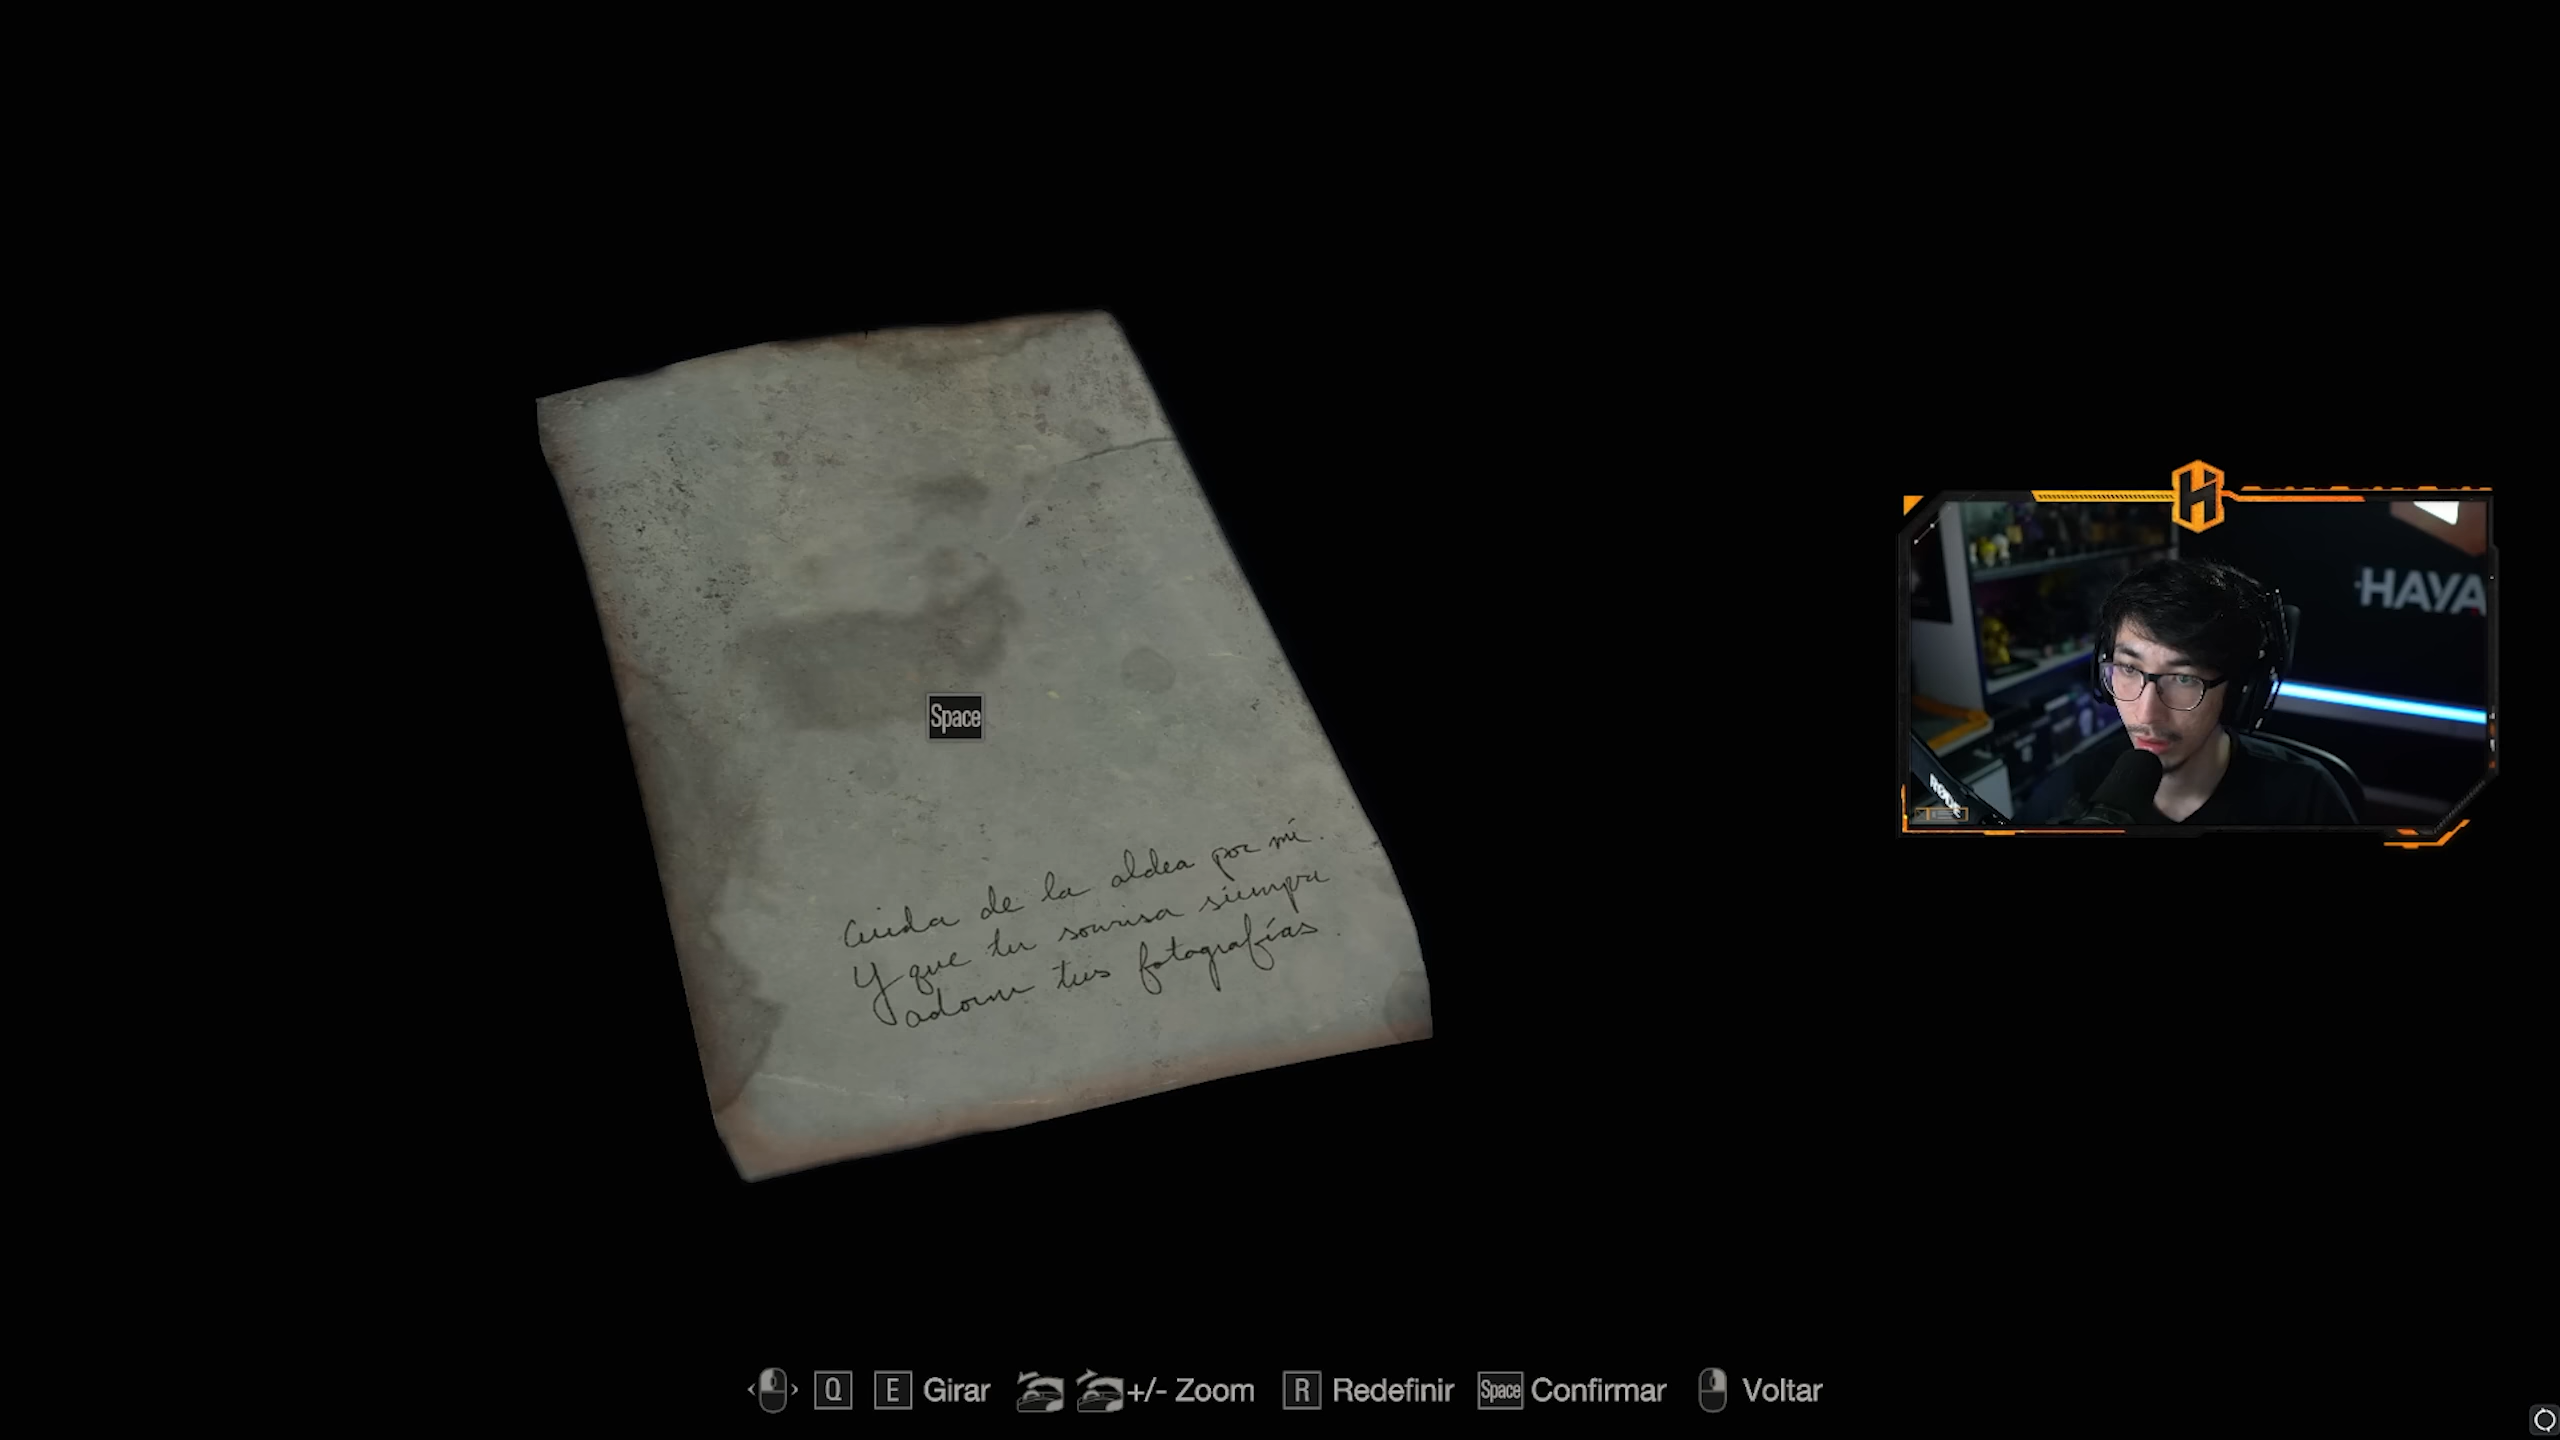 Cuida de la aldea por mí.
Y que tu sonrisa siempre
adorne tus fotografías.
Space
HAYA
RODE
Q E Girar +/- Zoom R Redefinir Space Confirmar Voltar